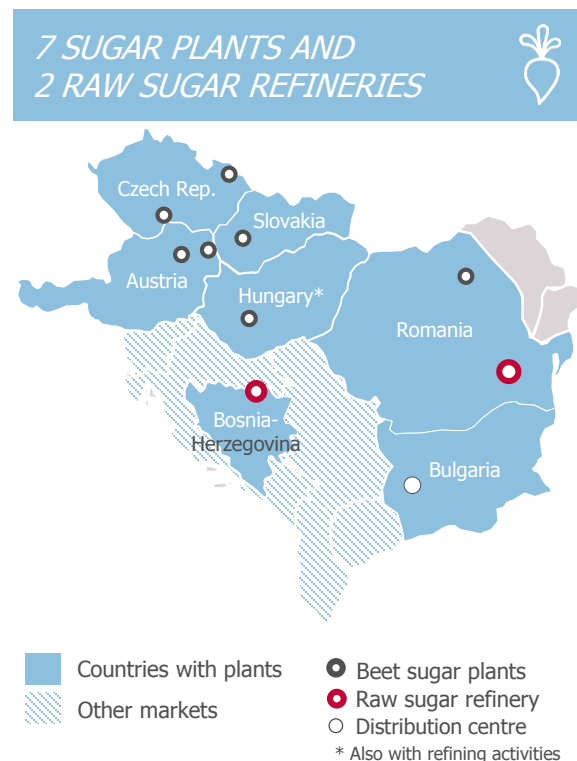 7 SUGAR PLANTS AND
2 RAW SUGAR REFINERIES
Czech Rep.
Slovakia
Austria
Hungary*
Romania
Bosnia-
Herzegovina
Bulgaria
Countries with plants
Other markets
Beet sugar plants
Raw sugar refinery
Distribution centre
* Also with refining activities